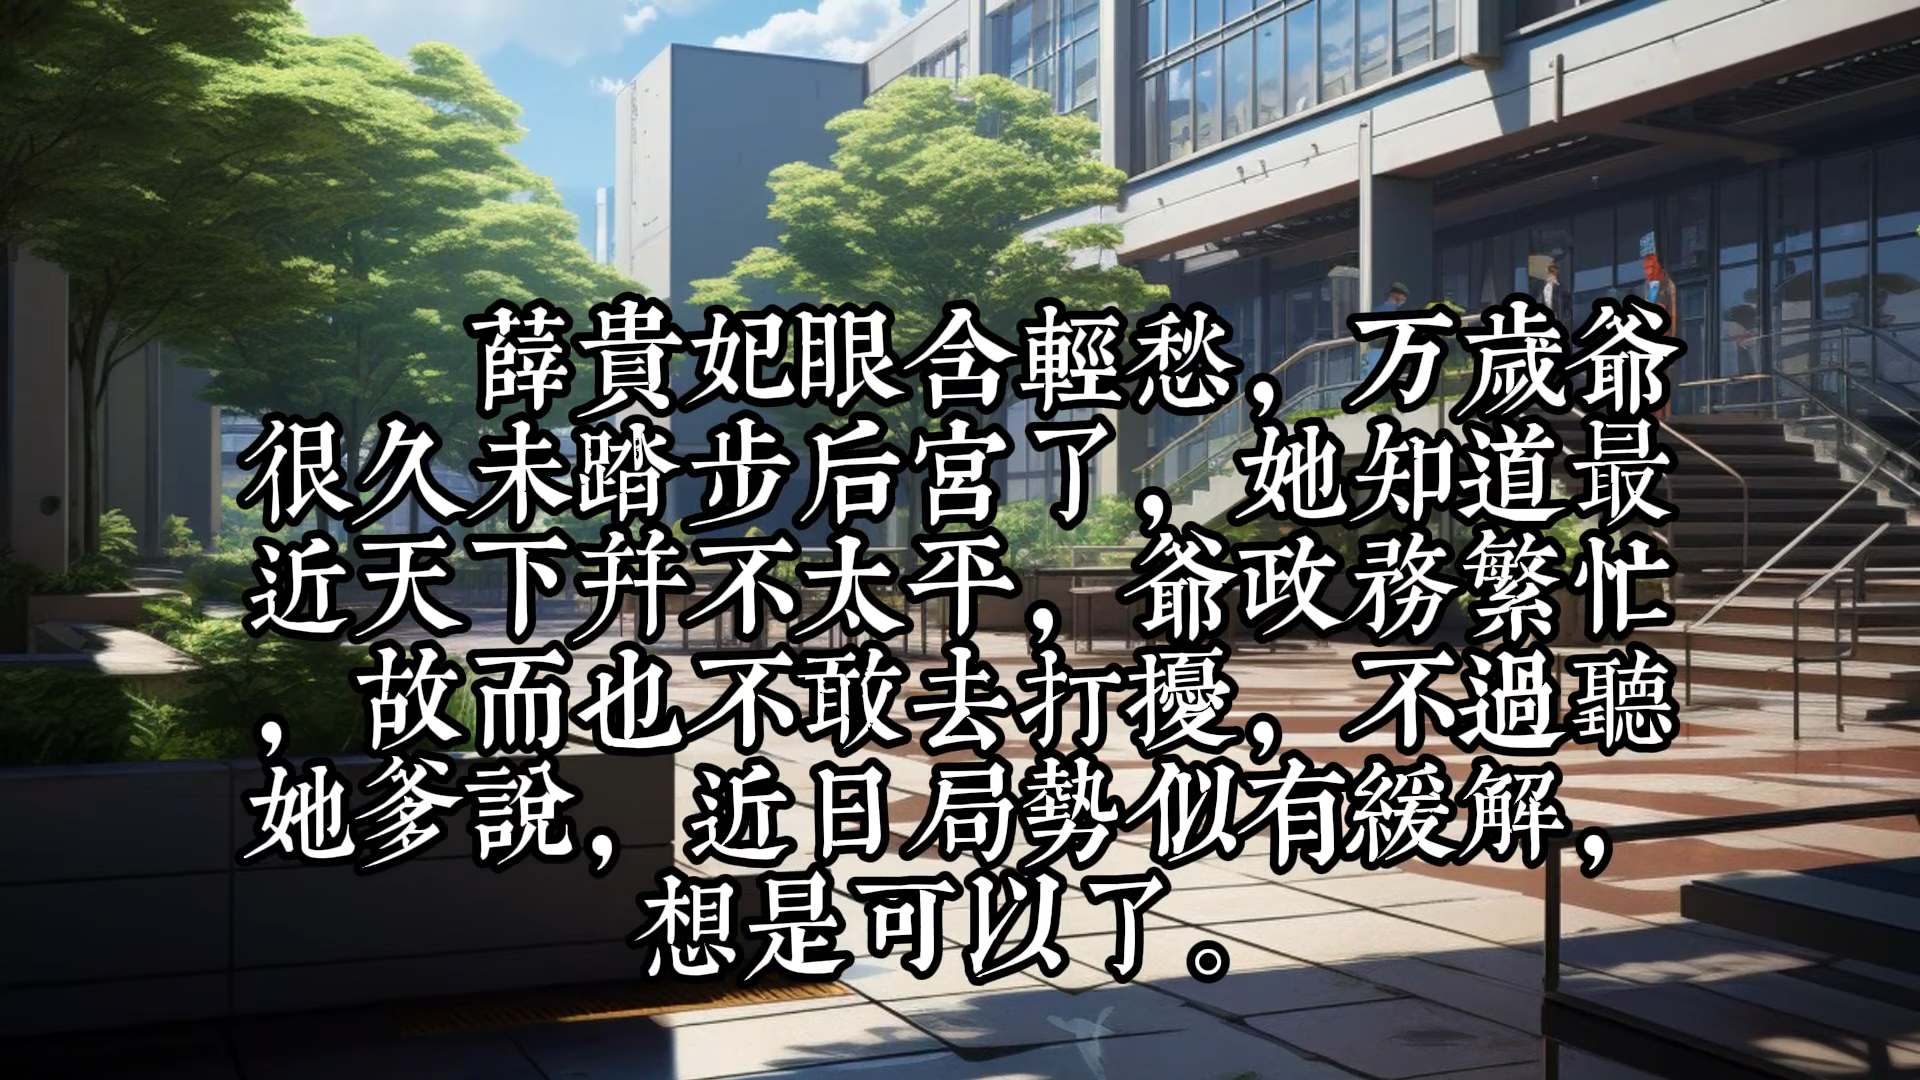 薛貴妃眼含輕愁，万歲爺
很久未踏步后宮了，她知道最
近天下并不太平，爺政務繁忙
，故而也不敢去打擾，不過聽
她爹說，近日局勢似有緩解，
想是可以了。